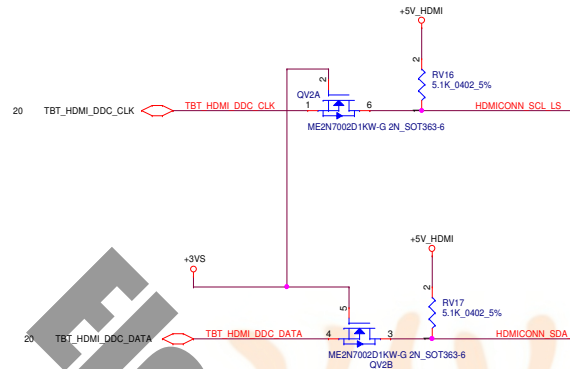 +5V_HDMI
2
RV16
5.1K_0402_5%
1
2
QV2A
20 TBT_HDMI_DDC_CLK TBT_HDMI_DDC_CLK 1 6 HDMICONN_SCL_LS
ME2N7002D1KW-G 2N_SOT363-6
+5V_HDMI
+3VS
2
RV17
5.1K_0402_5%
1
5
20 TBT_HDMI_DDC_DATA TBT_HDMI_DDC_DATA 4 3 HDMICONN_SDA
ME2N7002D1KW-G 2N_SOT363-6
QV2B